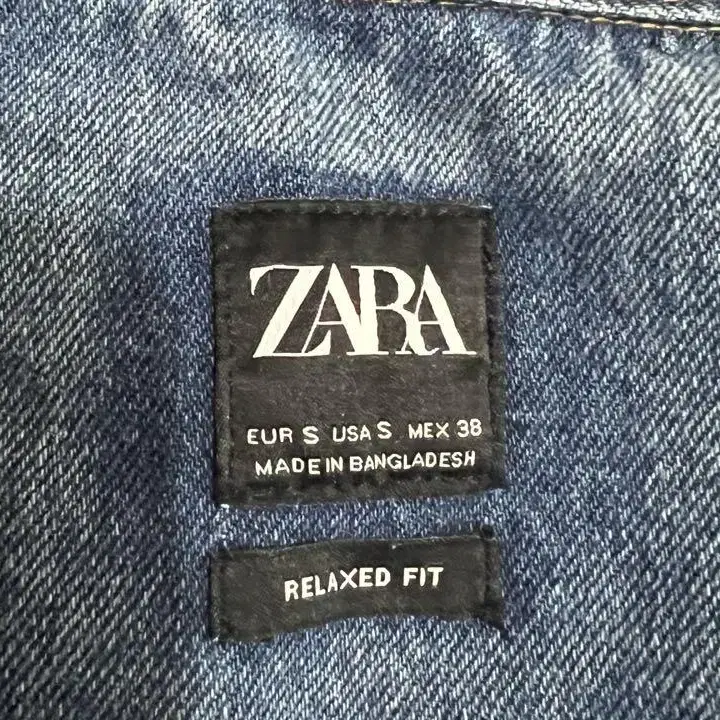 ZARA
EUR S USA S MEX 38
MADE IN BANGLADESH
RELAXED FIT